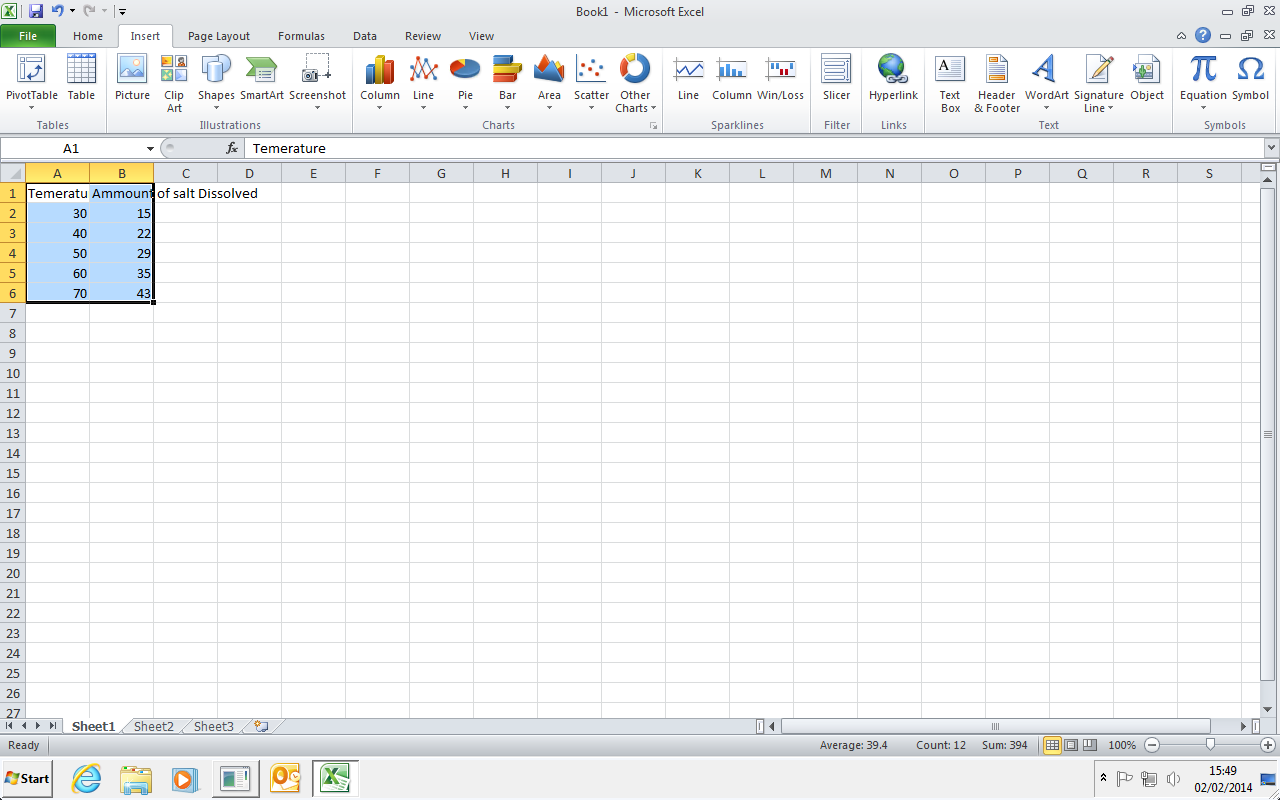 Book1 - Microsoft Excel
File Home Insert Page Layout Formulas Data Review View
PivotTable Table Picture Clip Art Shapes SmartArt Screenshot Column Line Pie Bar Area Scatter Other Charts Line Column Win/Loss Slicer Hyperlink Text Box Header & Footer WordArt Signature Line Object Equation Symbol
Tables Illustrations Charts Sparklines Filter Links Text Symbols
A1 fx Temerature
A B C D E F G H I J K L M N O P Q R S
1 Temeratu Ammount of salt Dissolved
2 30 15
3 40 22
4 50 29
5 60 35
6 70 43
7
8
9
10
11
12
13
14
15
16
17
18
19
20
21
22
23
24
25
26
27
Sheet1 Sheet2 Sheet3
Ready Average: 39.4 Count: 12 Sum: 394 100%
Start 15:49
02/02/2014